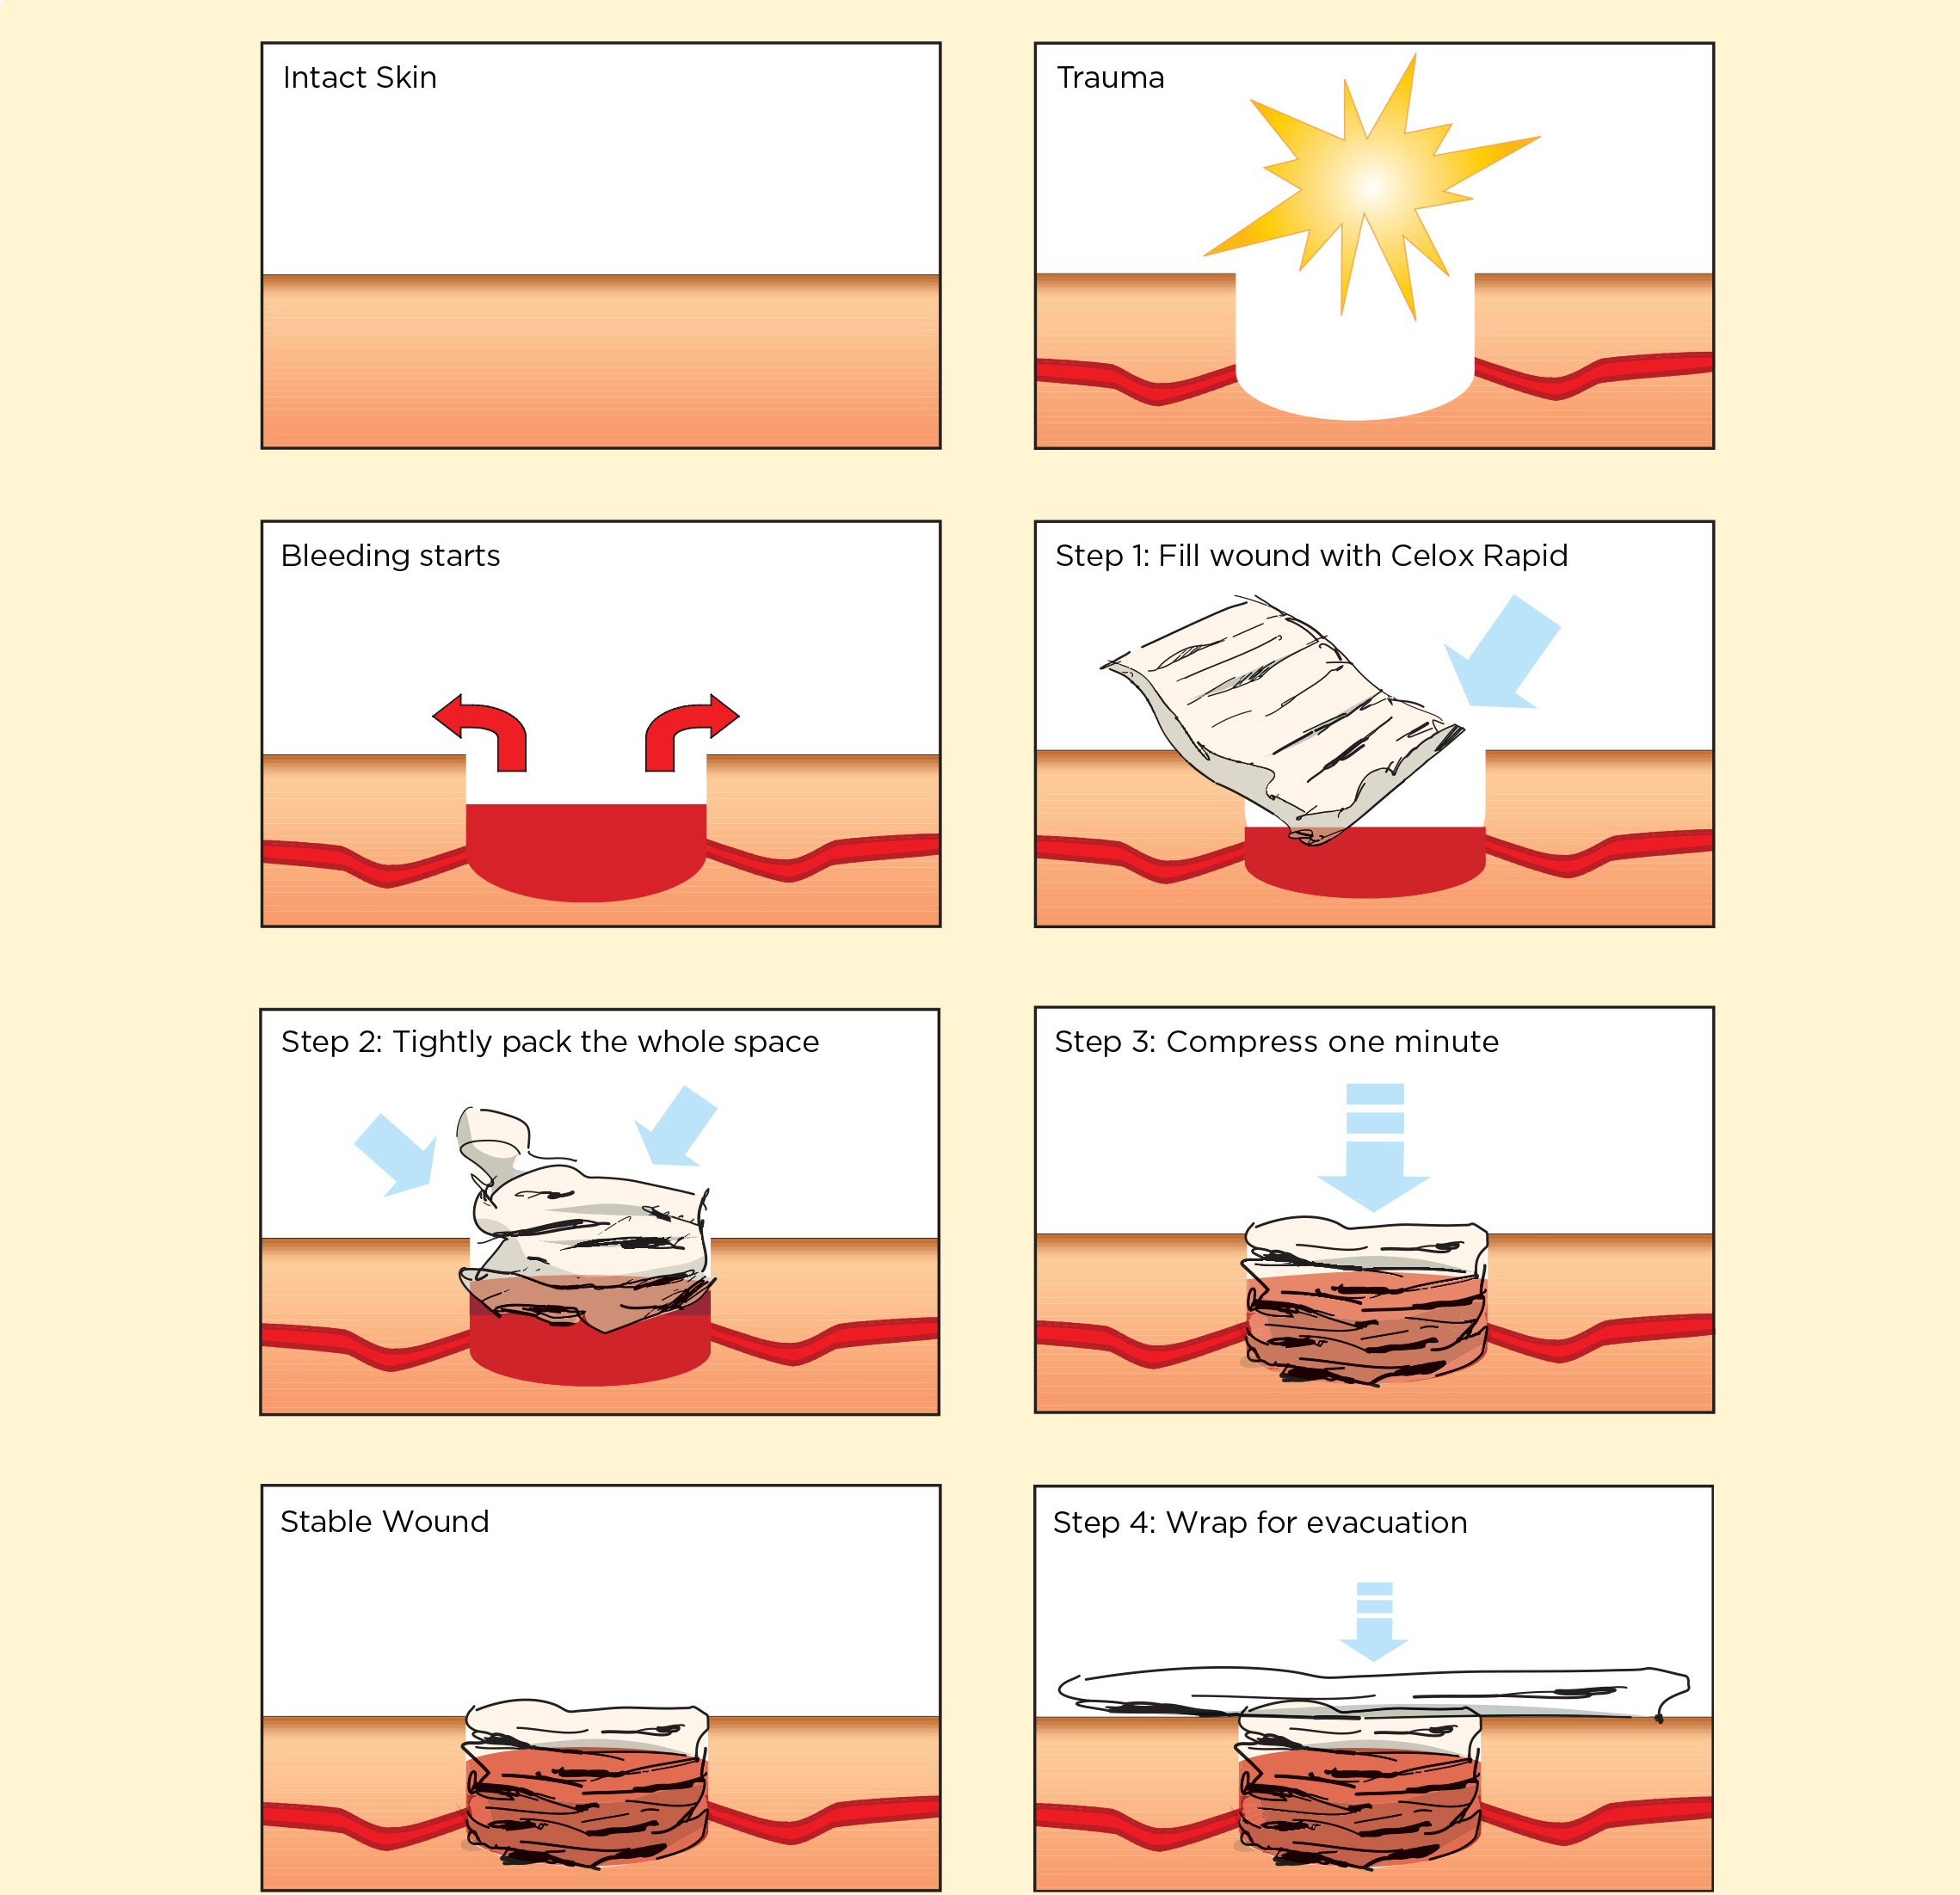 Intact Skin
Trauma
Bleeding starts
Step 1: Fill wound with Celox Rapid
Step 2: Tightly pack the whole space
Step 3: Compress one minute
Stable Wound
Step 4: Wrap for evacuation